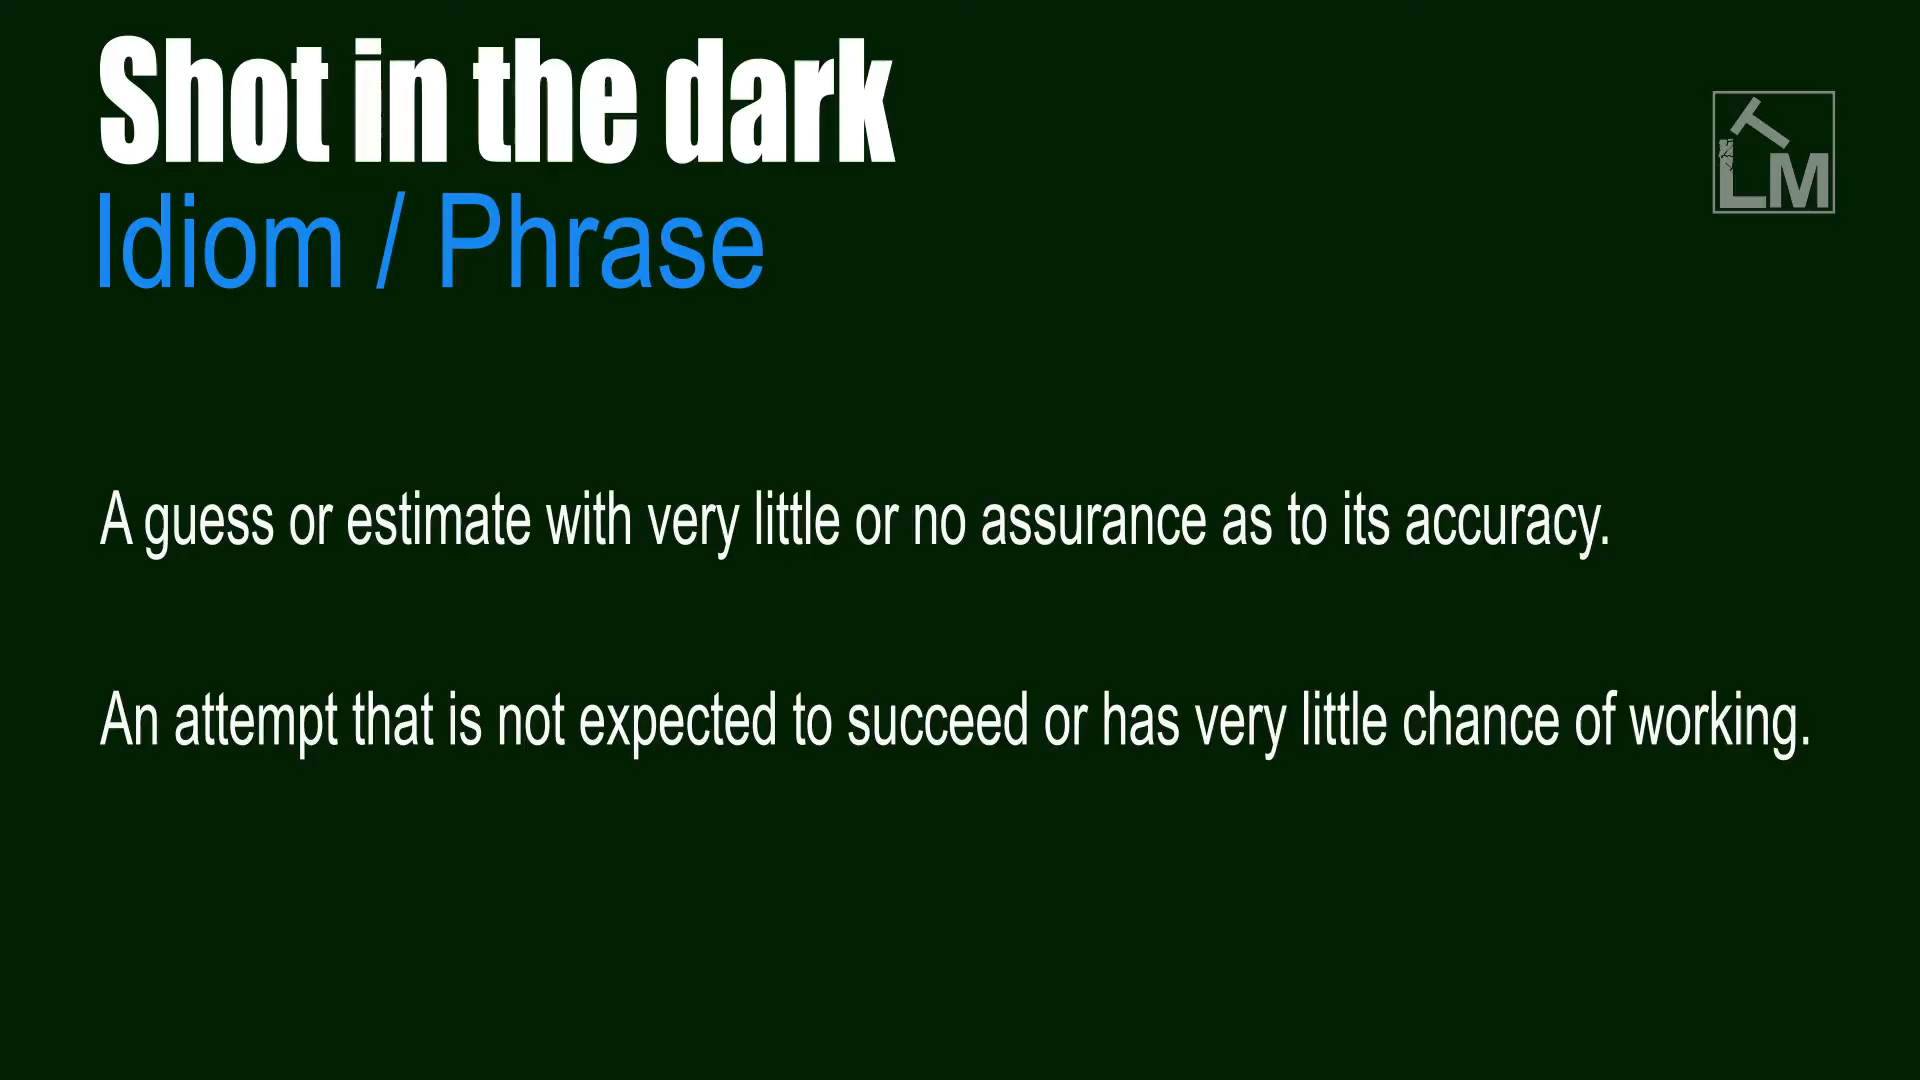 Shot in the dark
Idiom / Phrase
LTM
A guess or estimate with very little or no assurance as to its accuracy.
An attempt that is not expected to succeed or has very little chance of working.